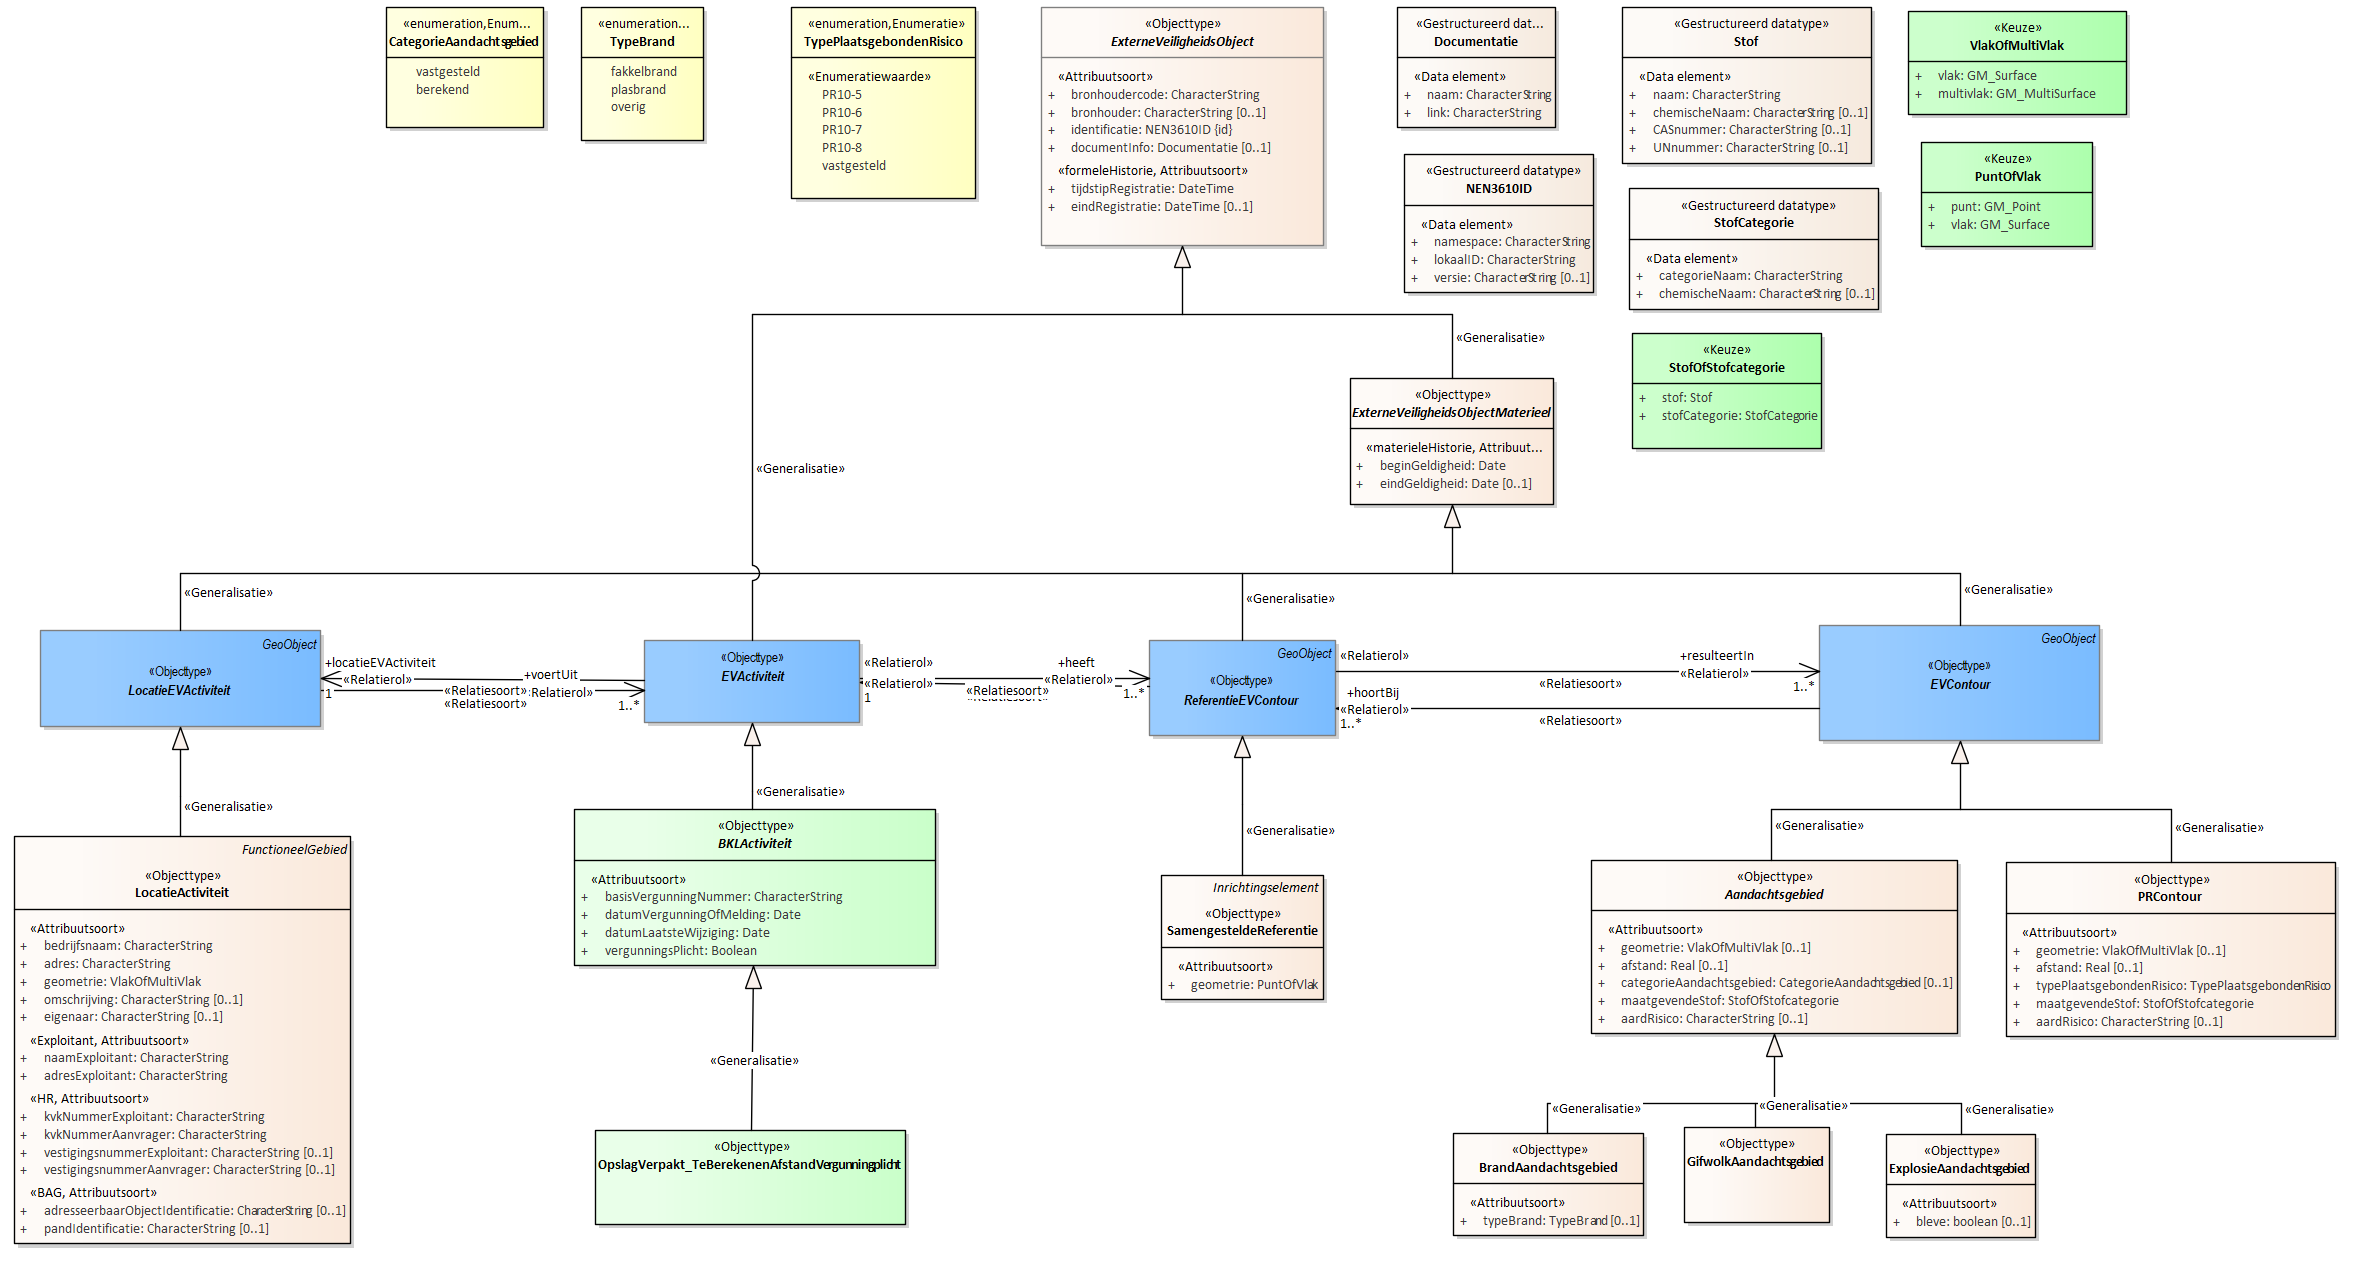 «enumeration,Enum...
CategorieAandachtsgebied
vastgesteld
berekend
«enumeration...
TypeBrand
fakkelbrand
plasbrand
overig
«enumeration,Enumeratie»
TypePlaatsgebondenRisico
«Enumeratiewaarde»
PR10-5
PR10-6
PR10-7
PR10-8
vastgesteld
«Objecttype»
ExterneVeiligheidsObject
«Attribuutsoort»
+ bronhoudercode: CharacterString
+ bronhouder: CharacterString [0..1]
+ identificatie: NEN3610ID {id}
+ documentInfo: Documentatie [0..1]
«formeleHistorie, Attribuutsoort»
+ tijdstipRegistratie: DateTime
+ eindRegistratie: DateTime [0..1]
«Gestructureerd dat...
Documentatie
«Data element»
+ naam: CharacterString
+ link: CharacterString
«Gestructureerd datatype»
NEN3610ID
«Data element»
+ namespace: CharacterString
+ lokaalID: CharacterString
+ versie: CharacterString [0..1]
«Gestructureerd datatype»
Stof
«Data element»
+ naam: CharacterString
+ chemischeNaam: CharacterString [0..1]
+ CASnummer: CharacterString [0..1]
+ UNnummer: CharacterString [0..1]
«Gestructureerd datatype»
StofCategorie
«Data element»
+ categorieNaam: CharacterString
+ chemischeNaam: CharacterString [0..1]
«Keuze»
StofOfStofcategorie
+ stof: Stof
+ stofCategorie: StofCategorie
«Keuze»
VlakOfMultiVlak
+ vlak: GM_Surface
+ multivlak: GM_MultiSurface
«Keuze»
PuntOfVlak
+ punt: GM_Point
+ vlak: GM_Surface
«Generalisatie»
«Generalisatie»
«Objecttype»
ExterneVeiligheidsObjectMaterieel
«materieleHistorie, Attribuut...
+ beginGeldigheid: Date
+ eindGeldigheid: Date [0..1]
«Generalisatie»
«Generalisatie»
«Generalisatie»
GeoObject
«Objecttype»
LocatieEVActiviteit
+locatieEVActiviteit
«Relatierol»
1
+voertUit
«Relatierol»
1..*
«Relatiesoort»
«Relatiesoort»
«Objecttype»
EVActiviteit
«Relatierol»
«Relatierol»
1
+heeft
«Relatierol»
1..*
«Relatiesoort»
«Relatiesoort»
GeoObject
«Objecttype»
ReferentieEVContour
«Relatierol»
+resulteertIn
«Relatierol»
1..*
«Relatiesoort»
+hoortBij
«Relatierol»
1..*
«Relatiesoort»
GeoObject
«Objecttype»
EVContour
«Generalisatie»
FunctioneelGebied
«Objecttype»
LocatieActiviteit
«Attribuutsoort»
+ bedrijfsnaam: CharacterString
+ adres: CharacterString
+ geometrie: VlakOfMultiVlak
+ omschrijving: CharacterString [0..1]
+ eigenaar: CharacterString [0..1]
«Exploitant, Attribuutsoort»
+ naamExploitant: CharacterString
+ adresExploitant: CharacterString
«HR, Attribuutsoort»
+ kvkNummerExploitant: CharacterString
+ kvkNummerAanvrager: CharacterString
+ vestigingsnummerExploitant: CharacterString [0..1]
+ vestigingsnummerAanvrager: CharacterString [0..1]
«BAG, Attribuutsoort»
+ adresseerbaarObjectIdentificatie: CharacterString [0..1]
+ pandIdentificatie: CharacterString [0..1]
«Generalisatie»
«Objecttype»
BKLActiviteit
«Attribuutsoort»
+ basisVergunningNummer: CharacterString
+ datumVergunningOfMelding: Date
+ datumLaatsteWijziging: Date
+ vergunningsPlicht: Boolean
«Generalisatie»
«Objecttype»
OpslagVerpakt_TeBerekenenAfstandVergunningplicht
«Generalisatie»
Inrichtingselement
«Objecttype»
SamengesteldeReferentie
«Attribuutsoort»
+ geometrie: PuntOfVlak
«Generalisatie»
«Generalisatie»
«Objecttype»
Aandachtsgebied
«Attribuutsoort»
+ geometrie: VlakOfMultiVlak [0..1]
+ afstand: Real [0..1]
+ categorieAandachtsgebied: CategorieAandachtsgebied [0..1]
+ maatgevendeStof: StofOfStofcategorie
+ aardRisico: CharacterString [0..1]
«Objecttype»
PRContour
«Attribuutsoort»
+ geometrie: VlakOfMultiVlak [0..1]
+ afstand: Real [0..1]
+ typePlaatsgebondenRisico: TypePlaatsgebondenRisico
+ maatgevendeStof: StofOfStofcategorie
+ aardRisico: CharacterString [0..1]
«Generalisatie»
«Generalisatie»
«Generalisatie»
«Objecttype»
BrandAandachtsgebied
«Attribuutsoort»
+ typeBrand: TypeBrand [0..1]
«Objecttype»
GifwolkAandachtsgebied
«Objecttype»
ExplosieAandachtsgebied
«Attribuutsoort»
+ bleve: boolean [0..1]